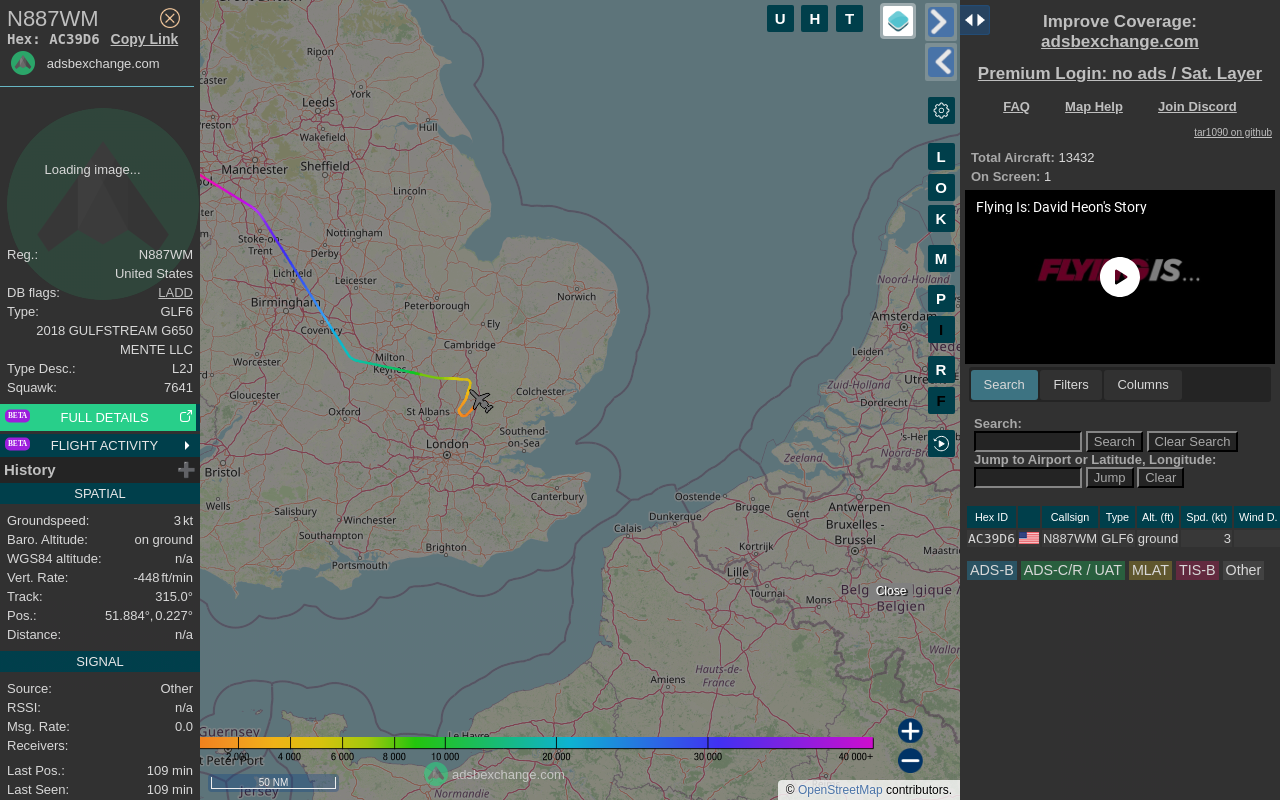 N887WM
Hex: AC39D6 Copy Link
adsbexchange.com
Loading image...
Reg.: N887WM
United States
DB flags: LADD
Type: GLF6
2018 GULFSTREAM G650
MENTE LLC
Type Desc.: L2J
Squawk: 7641
BETA FULL DETAILS
BETA FLIGHT ACTIVITY
History
SPATIAL
Groundspeed: 3 kt
Baro. Altitude: on ground
WGS84 altitude: n/a
Vert. Rate: -448 ft/min
Track: 315.0°
Pos.: 51.884°, 0.227°
Distance: n/a
SIGNAL
Source: Other
RSSI: n/a
Msg. Rate: 0.0
Receivers:
Last Pos.: 109 min
Last Seen: 109 min
U H T
L
O
K
M
P
I
R
F
Ripon
York
Leeds
Hull
Preston
Wakefield
Manchester
Sheffield
Lincoln
Stoke-on-
Trent
Nottingham
Derby
Lichfield
Leicester
Norwich
Birmingham
Peterborough
Coventry
Ely
Cambridge
Worcester
Milton
Keynes
Colchester
Gloucester
Oxford
St Albans
Southend-
on-Sea
London
Bristol
Wells
Canterbury
Salisbury
Winchester
Southampton
Brighton
Portsmouth
Noord-Holland
Amsterdam
Leiden
Zuid-Holland
Dordrecht
Zeeland
Oostende
Brugge
Antwerpen
Gent
Dunkerque
Calais
Bruxelles -
Brussel
Kortrijk
Lille
Tournai
Mons
Close
Belgien
Hauts-de-
France
Amiens
Guernsey
Le Havre
Jersey
Normandie
2 000 4 000 6 000 8 000 10 000 20 000 30 000 40 000+
50 NM
adsbexchange.com
© OpenStreetMap contributors.
Improve Coverage:
adsbexchange.com
Premium Login: no ads / Sat. Layer
FAQ Map Help Join Discord
tar1090 on github
Total Aircraft: 13432
On Screen: 1
Flying Is: David Heon's Story
FLYING IS...
Search Filters Columns
Search:
Search Clear Search
Jump to Airport or Latitude, Longitude:
Jump Clear
Hex ID Callsign Type Alt. (ft) Spd. (kt) Wind D.
AC39D6 N887WM GLF6 ground 3
ADS-B ADS-C/R / UAT MLAT TIS-B Other